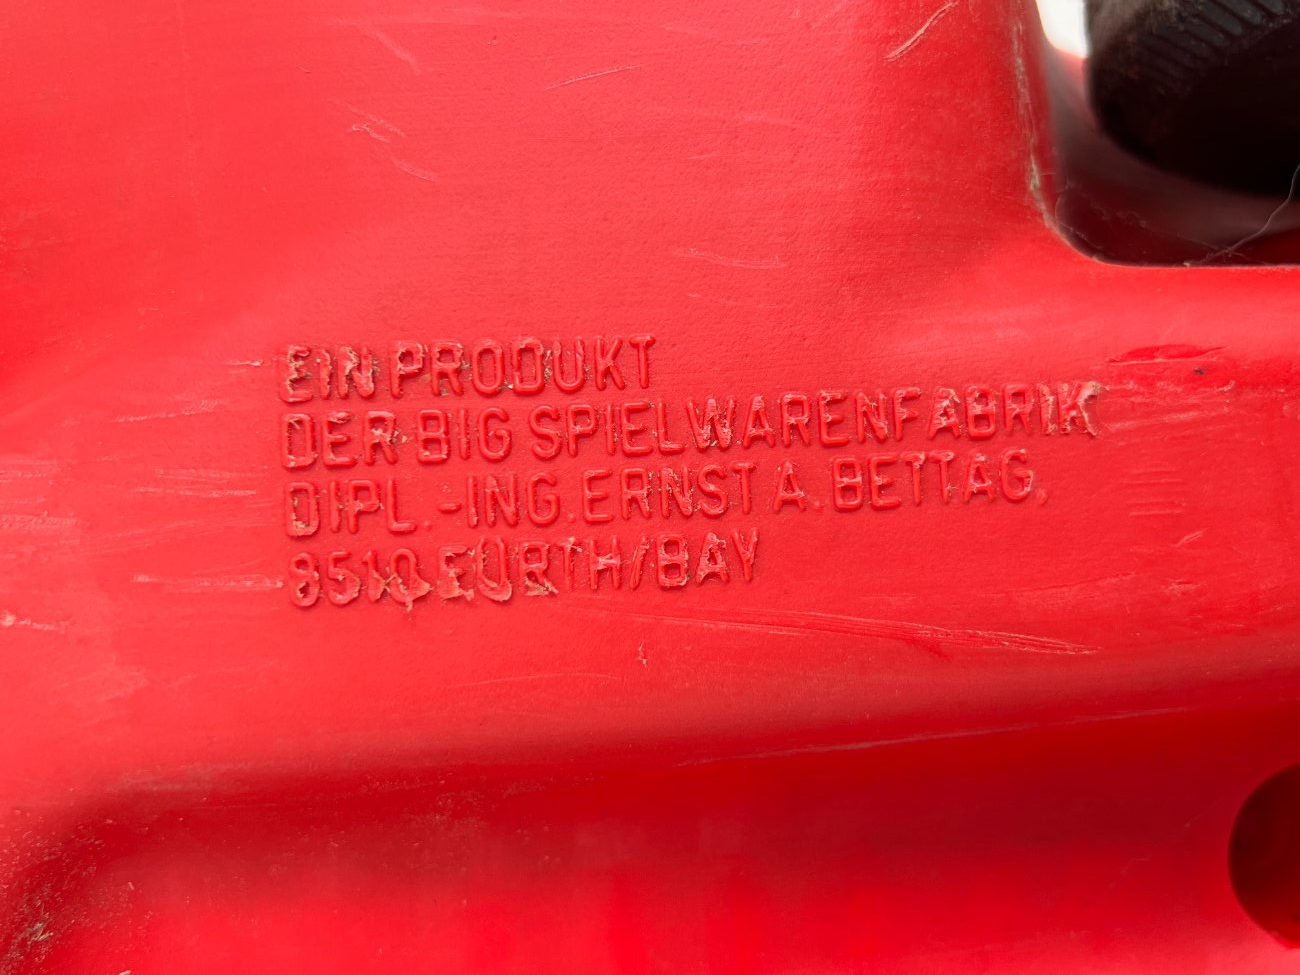 EIN PRODUKT
DER BIG SPIELWARENFABRIK
DIPL.-ING. ERNST A. BETTAG,
8510 FÜRTH/BAY